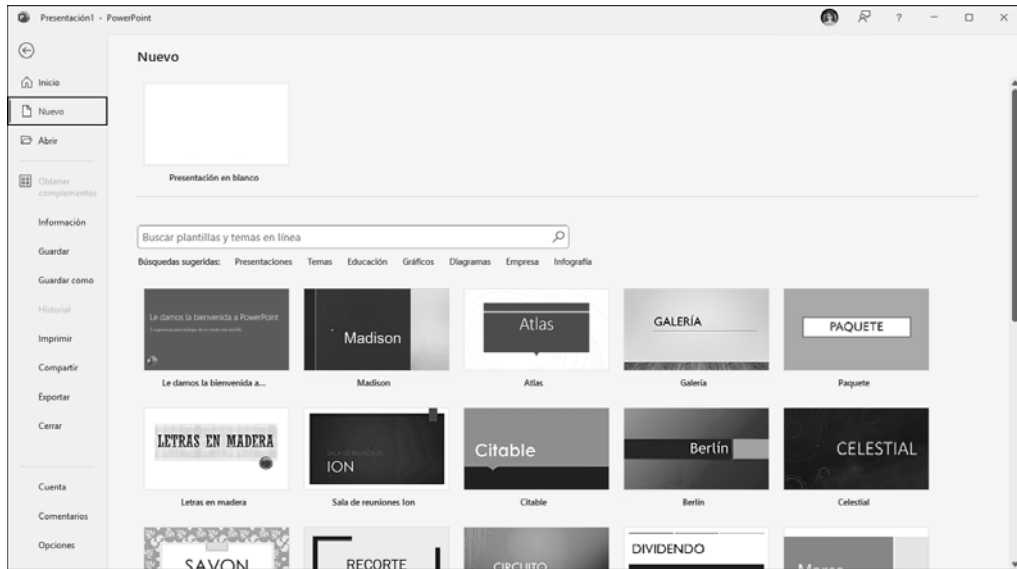 Presentación1 - PowerPoint
?
Nuevo
Inicio
Nuevo
Abrir
Obtener
complementos
Información
Guardar
Guardar como
Historial
Imprimir
Compartir
Exportar
Cerrar
Cuenta
Comentarios
Opciones
Presentación en blanco
Buscar plantillas y temas en línea
Búsquedas sugeridas: Presentaciones Temas Educación Gráficos Diagramas Empresa Infografía
Le damos la bienvenida a PowerPoint
Madison
Atlas
GALERÍA
PAQUETE
Le damos la bienvenida a...
Madison
Atlas
Galería
Paquete
LETRAS EN MADERA
SALA DE REUNIONES
ION
Citable
Berlín
CELESTIAL
Letras en madera
Sala de reuniones Ion
Citable
Berlín
Celestial
SAVON
RECORTE
CIRCUITO
DIVIDENDO